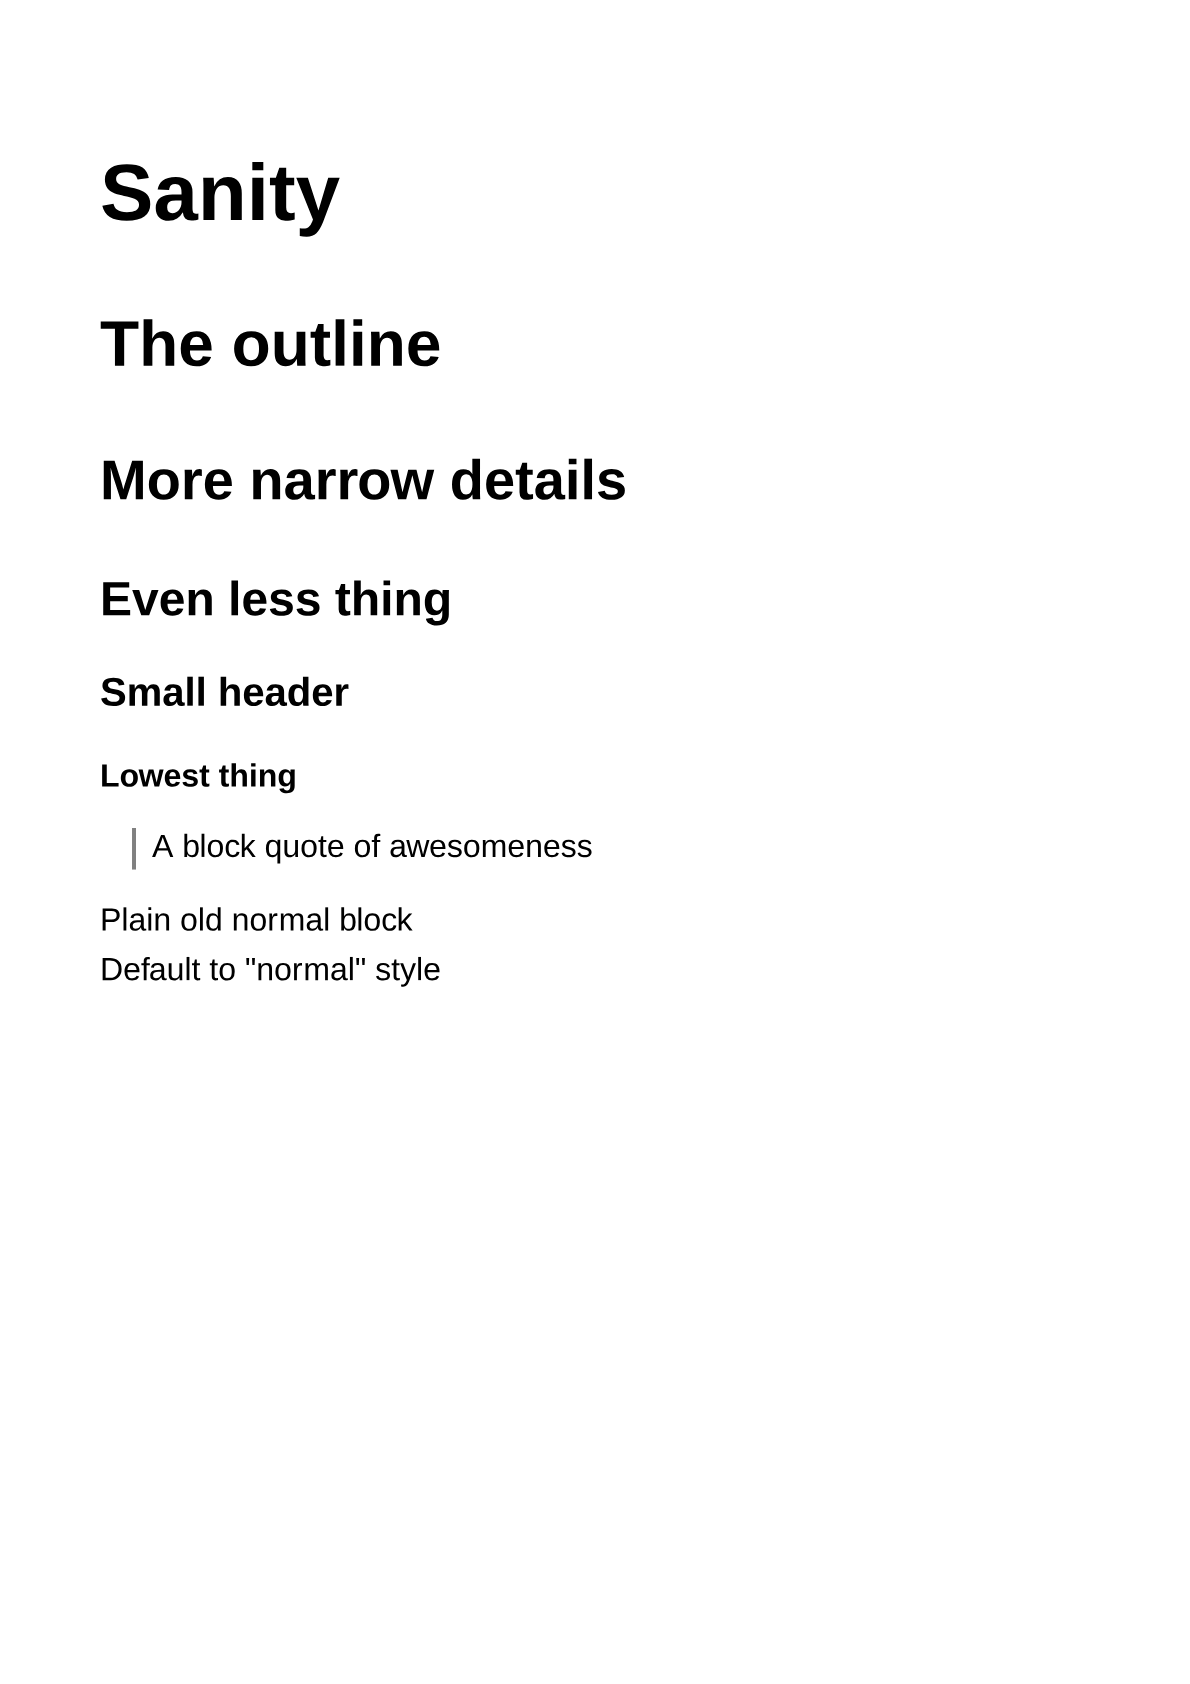 Sanity
The outline
More narrow details
Even less thing
Small header
Lowest thing
A block quote of awesomeness
Plain old normal block
Default to "normal" style